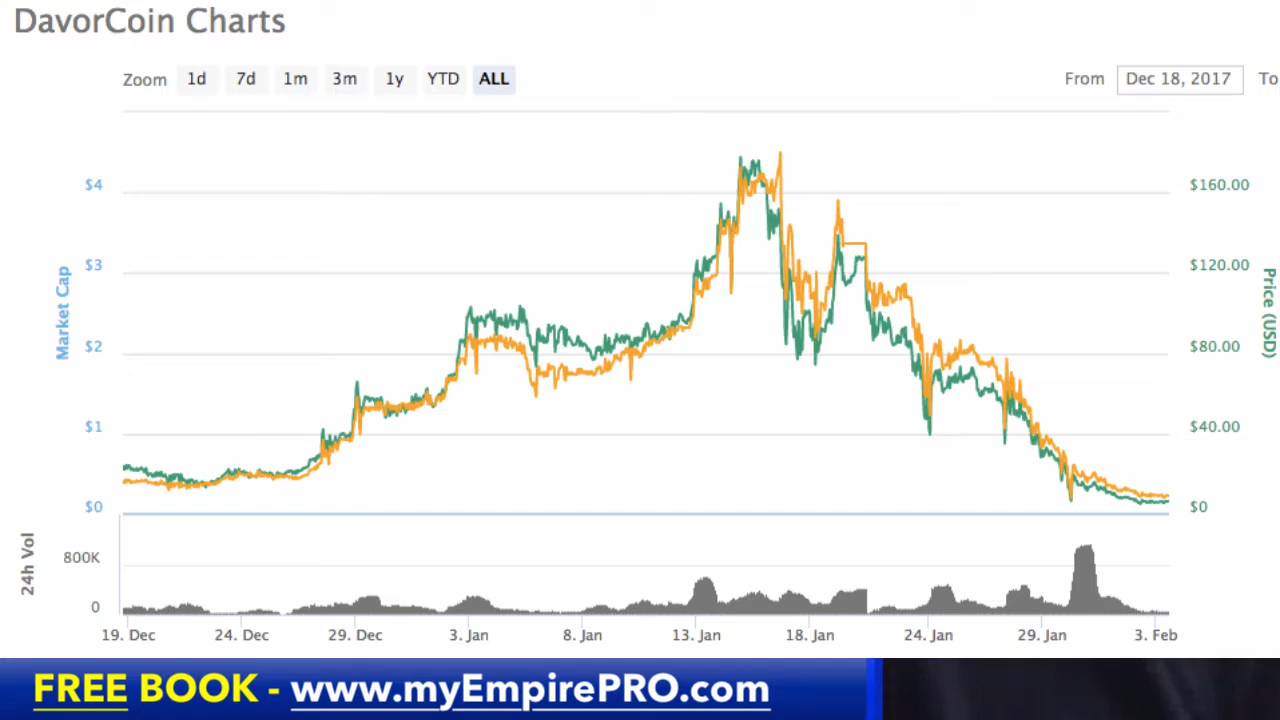 DavorCoin Charts
Zoom 1d 7d 1m 3m 1y YTD ALL From Dec 18, 2017 To
$4 $160.00
$3 $120.00
$2 $80.00
$1 $40.00
$0 $0
Market Cap
Price (USD)
24h Vol
800K
0
19. Dec 24. Dec 29. Dec 3. Jan 8. Jan 13. Jan 18. Jan 24. Jan 29. Jan 3. Feb
FREE BOOK - www.myEmpirePRO.com